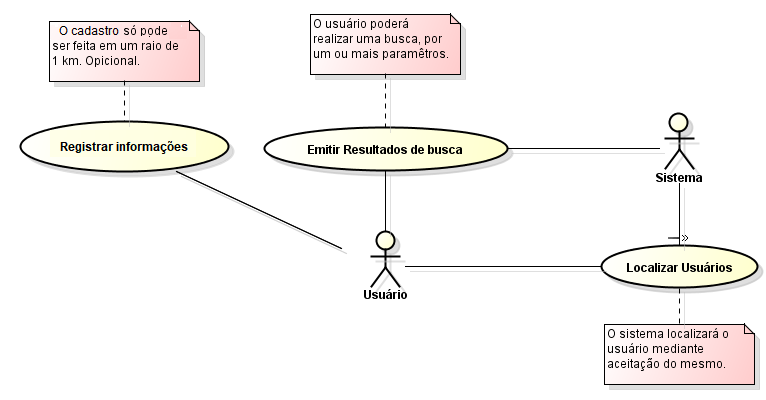 O cadastro só pode
ser feita em um raio de
1 km. Opicional.
O usuário poderá
realizar uma busca, por
um ou mais paramêtros.
Registrar informações
Emitir Resultados de busca
Sistema
Usuário
Localizar Usuários
O sistema localizará o
usuário mediante
aceitação do mesmo.